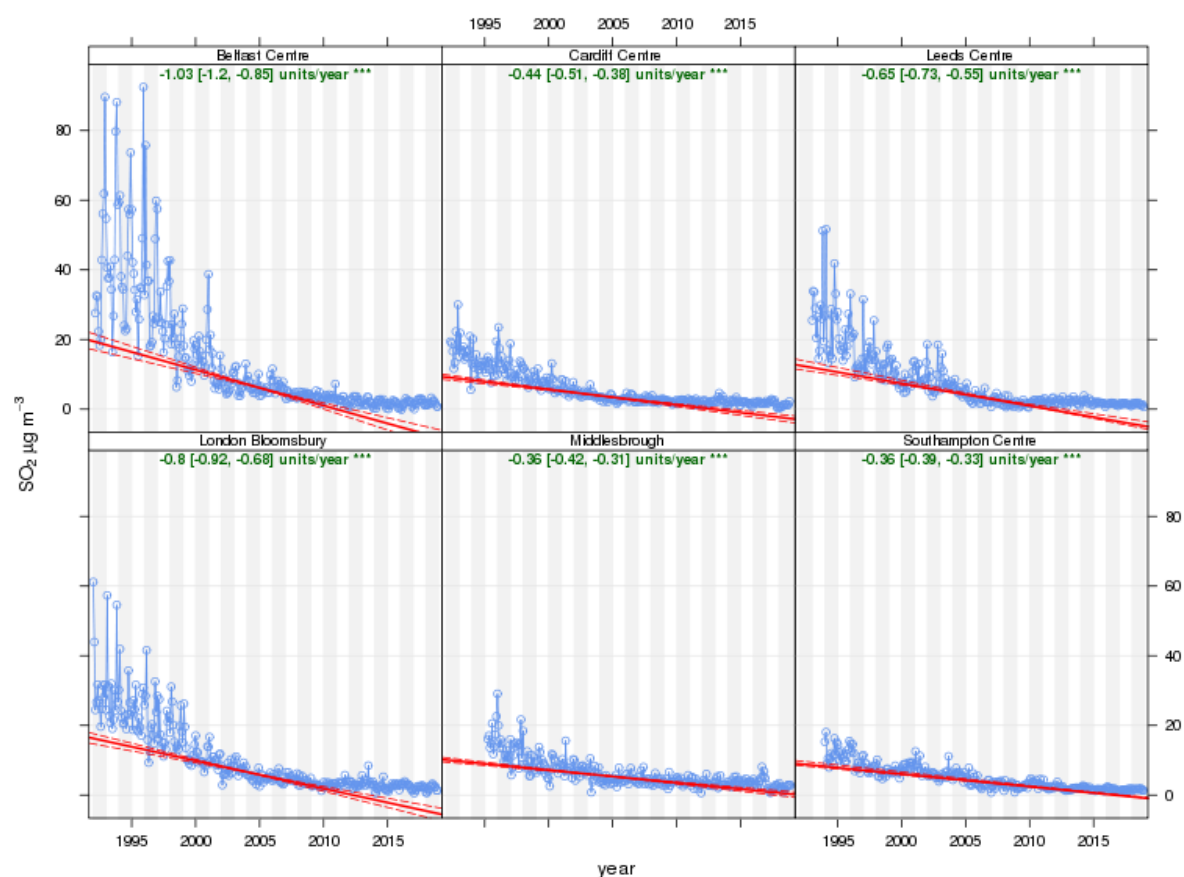 1995 2000 2005 2010 2015
Belfast Centre Cardiff Centre Leeds Centre
-1.03 [-1.2, -0.85] units/year *** -0.44 [-0.51, -0.38] units/year *** -0.65 [-0.73, -0.55] units/year ***
80
60
40
20
0
London Bloomsbury Middlesbrough Southampton Centre
-0.8 [-0.92, -0.68] units/year *** -0.36 [-0.42, -0.31] units/year *** -0.36 [-0.39, -0.33] units/year ***
80
60
40
20
0
1995 2000 2005 2010 2015 1995 2000 2005 2010 2015
year
SO₂ µg m⁻³